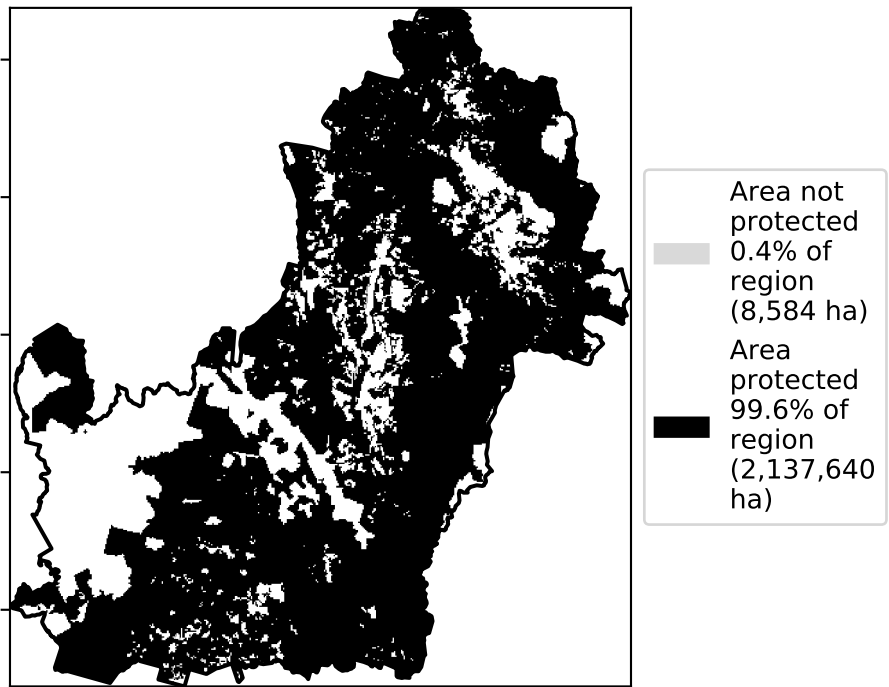 Area not
protected
0.4% of
region
(8,584 ha)
Area
protected
99.6% of
region
(2,137,640
ha)